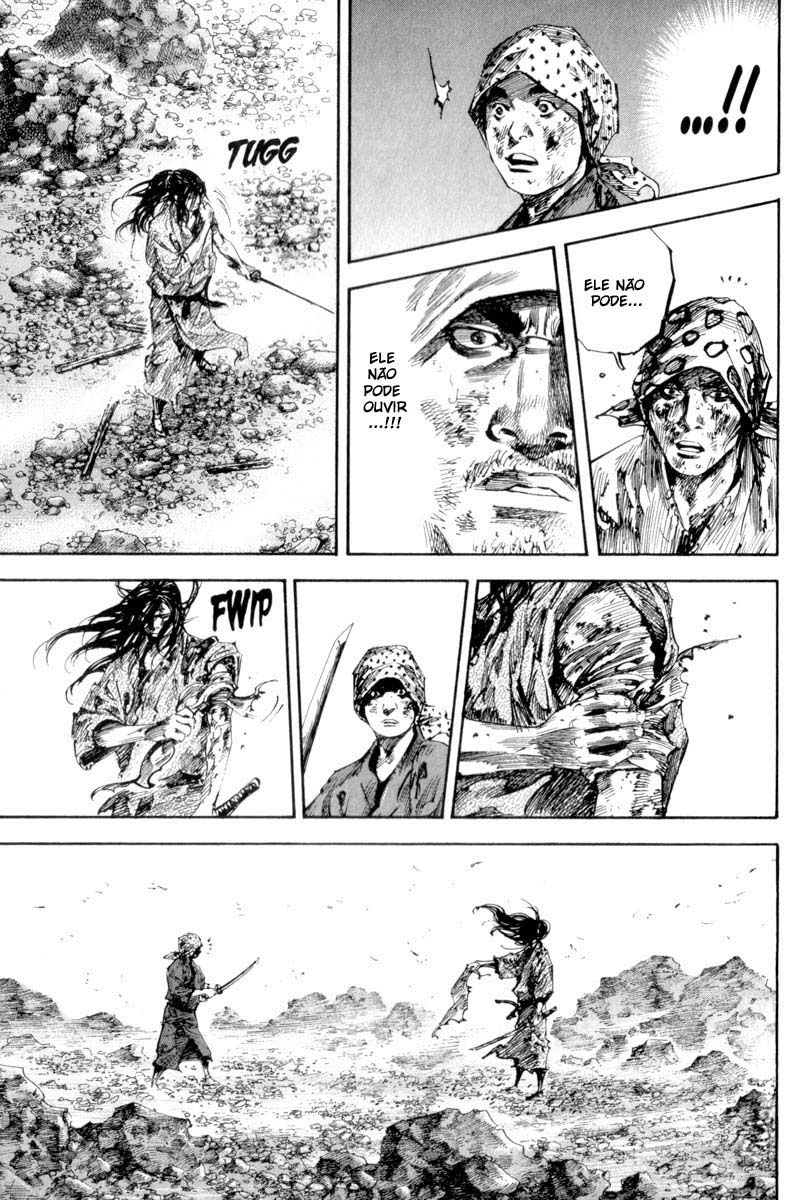 ...!!
TUGG
ELE NÃO
PODE...
ELE
NÃO
PODE
OUVIR
...!!!
FWIP